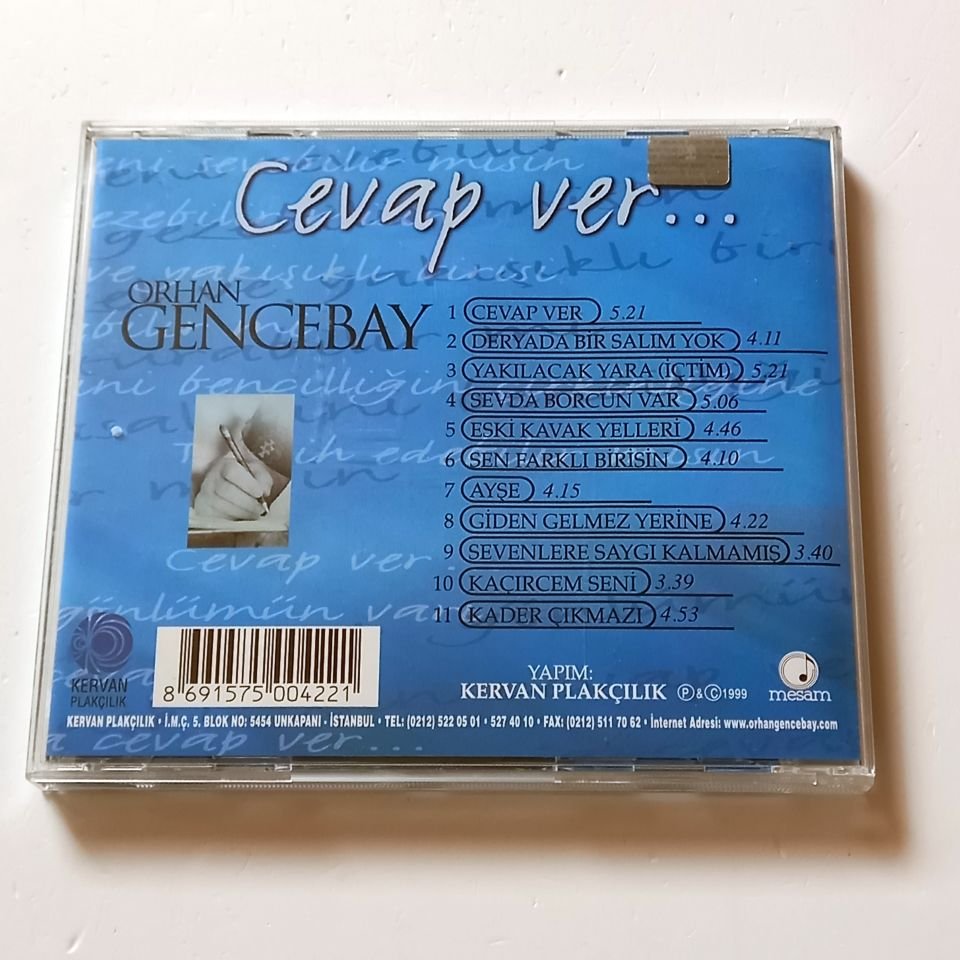 Cevap ver...
ORHAN
GENCEBAY
1 CEVAP VER 5.21
2 DERYADA BİR SALIM YOK 4.11
3 YAKILACAK YARA (İÇTİM) 5.21
4 SEVDA BORCUN VAR 5.06
5 ESKİ KAVAK YELLERİ 4.46
6 SEN FARKLI BİRİSİN 4.10
7 AYŞE 4.15
8 GİDEN GELMEZ YERİNE 4.22
9 SEVENLERE SAYGI KALMAMIŞ 3.40
10 KAÇIRCEM SENİ 3.39
11 KADER ÇIKMAZI 4.53
Cevap ver..
KERVAN
PLAKÇILIK
8 691575 004221
YAPIM:
KERVAN PLAKÇILIK P & C 1999
mesam
KERVAN PLAKÇILIK • İ.M.Ç. 5. BLOK NO: 5454 UNKAPANI - İSTANBUL • TEL: (0212) 522 05 01 • 527 40 10 • FAX: (0212) 511 70 62 • İnternet Adresi: www.orhangencebay.com
a cevap ver...